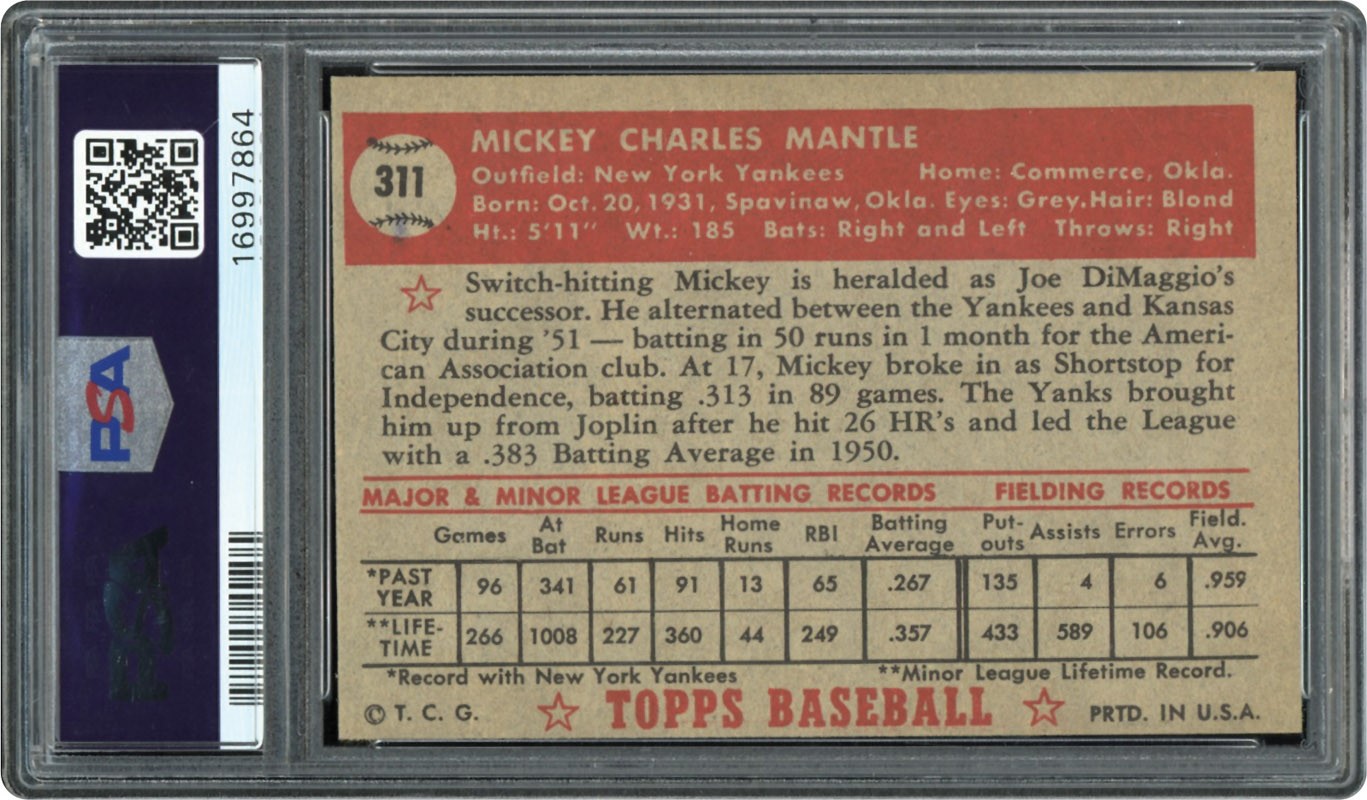 16997864
PSA
PSA
311
MICKEY CHARLES MANTLE
Outfield: New York Yankees Home: Commerce, Okla.
Born: Oct. 20, 1931, Spavinaw, Okla. Eyes: Grey. Hair: Blond
Ht.: 5'11" Wt.: 185 Bats: Right and Left Throws: Right
Switch-hitting Mickey is heralded as Joe DiMaggio's
successor. He alternated between the Yankees and Kansas
City during '51 — batting in 50 runs in 1 month for the Ameri-
can Association club. At 17, Mickey broke in as Shortstop for
Independence, batting .313 in 89 games. The Yanks brought
him up from Joplin after he hit 26 HR's and led the League
with a .383 Batting Average in 1950.
MAJOR & MINOR LEAGUE BATTING RECORDS FIELDING RECORDS
Games At Bat Runs Hits Home Runs RBI Batting Average Put-outs Assists Errors Field. Avg.
*PAST YEAR 96 341 61 91 13 65 .267 135 4 6 .959
**LIFE-TIME 266 1008 227 360 44 249 .357 433 589 106 .906
*Record with New York Yankees **Minor League Lifetime Record.
© T. C. G. TOPPS BASEBALL PRTD. IN U.S.A.